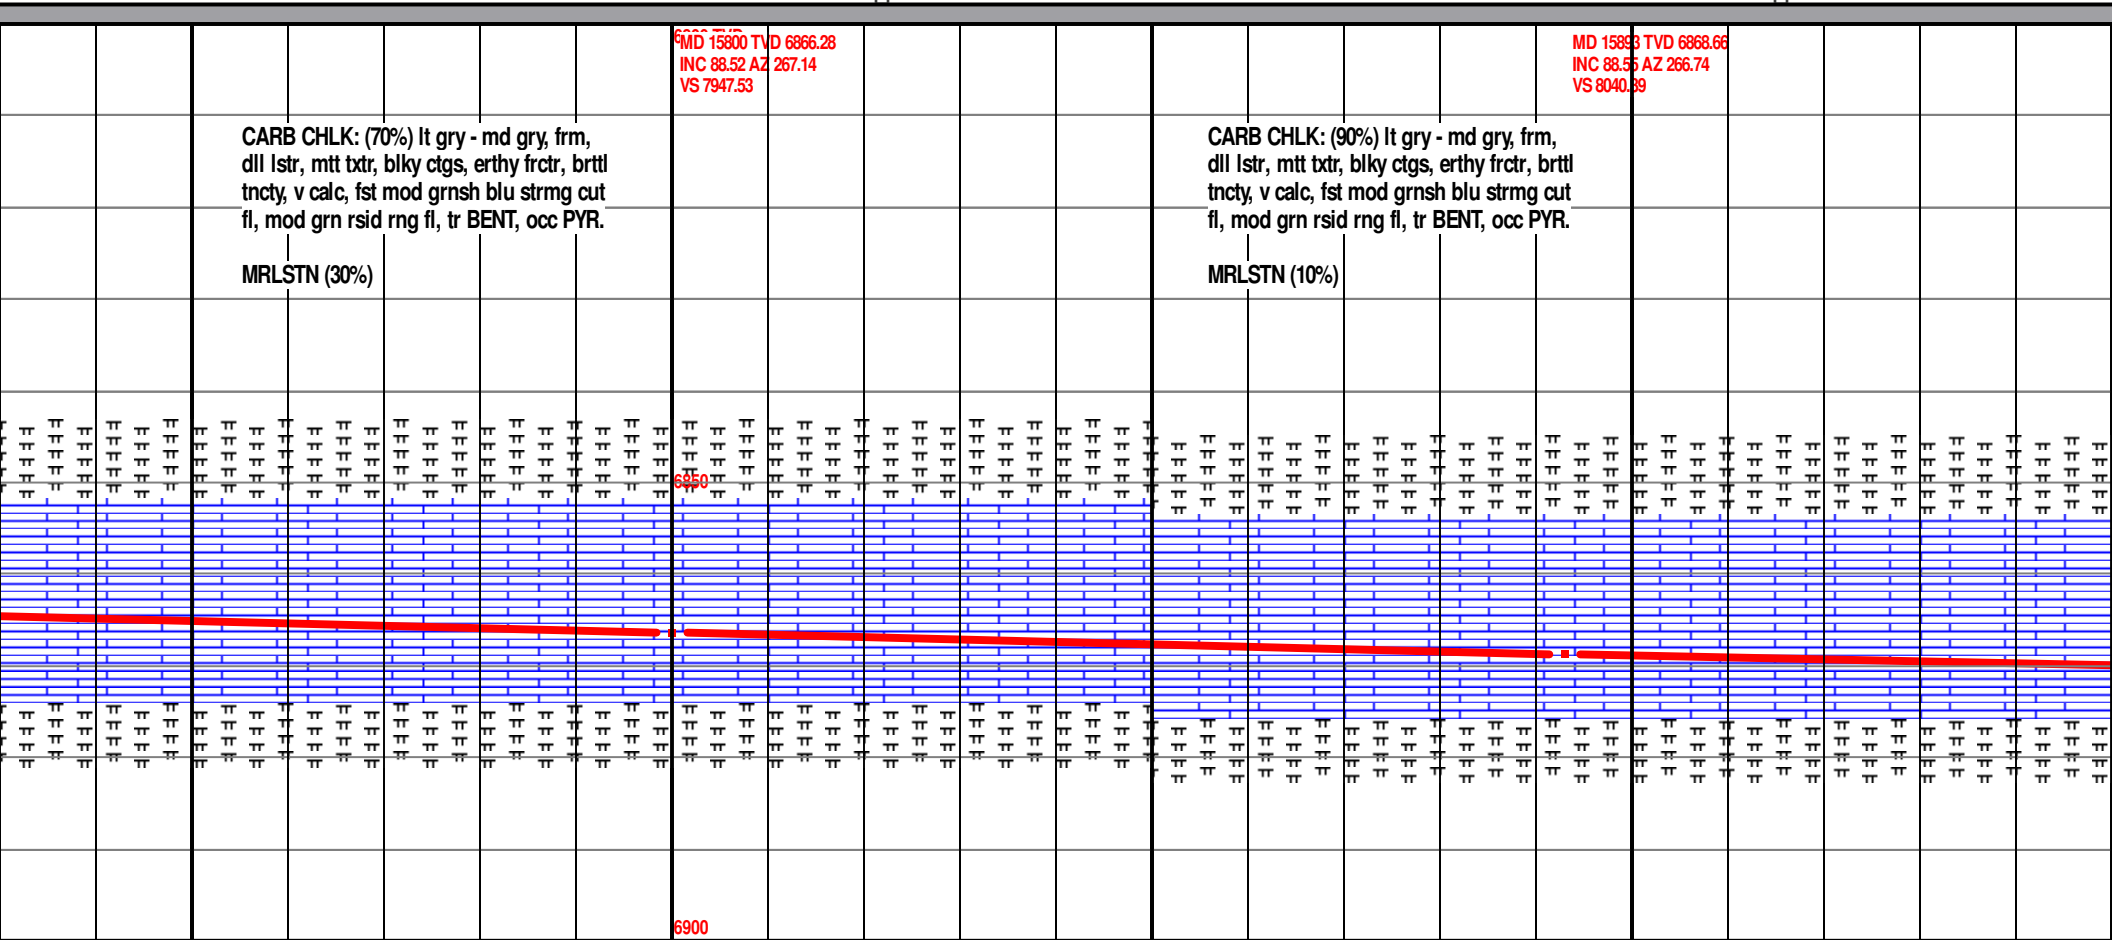 6800 TVD
MD 15800 TVD 6866.28
INC 88.52 AZ 267.14
VS 7947.53
MD 15893 TVD 6868.66
INC 88.55 AZ 266.74
VS 8040.39
CARB CHLK: (70%) lt gry - md gry, frm,
dll lstr, mtt txtr, blky ctgs, erthy frctr, brttl
tncty, v calc, fst mod grnsh blu strmg cut
fl, mod grn rsid rng fl, tr BENT, occ PYR.
MRLSTN (30%)
CARB CHLK: (90%) lt gry - md gry, frm,
dll lstr, mtt txtr, blky ctgs, erthy frctr, brttl
tncty, v calc, fst mod grnsh blu strmg cut
fl, mod grn rsid rng fl, tr BENT, occ PYR.
MRLSTN (10%)
6850
6900